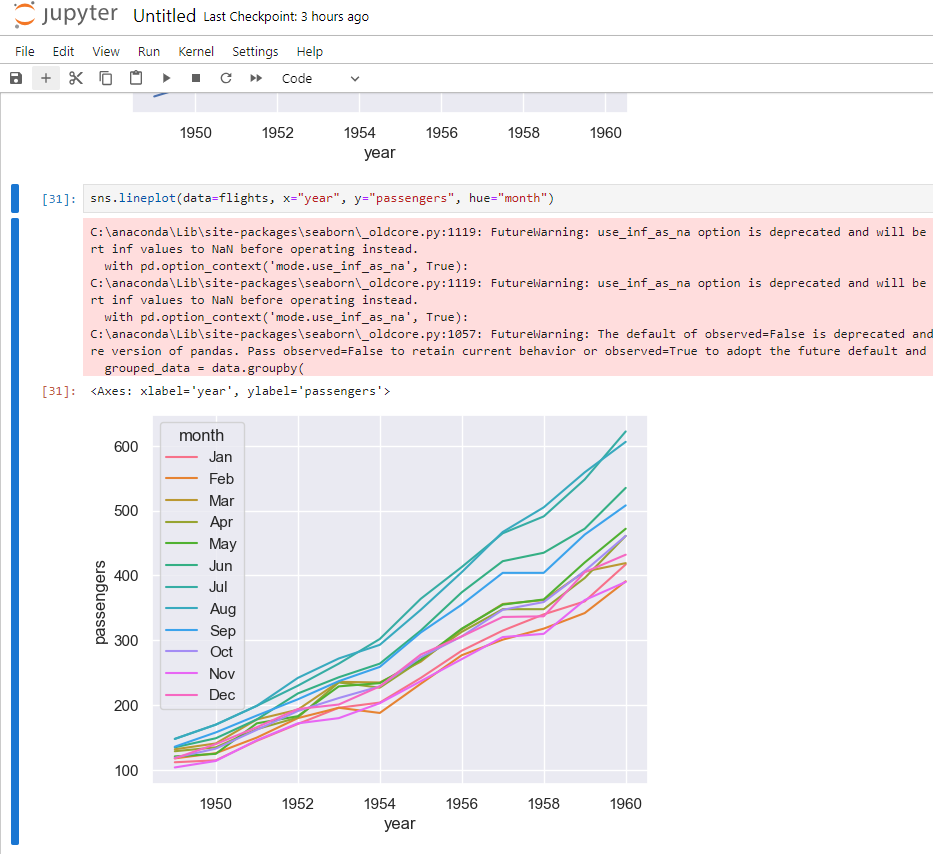 jupyter Untitled Last Checkpoint: 3 hours ago
File Edit View Run Kernel Settings Help
Code
1950 1952 1954 1956 1958 1960
year
[31]: sns.lineplot(data=flights, x="year", y="passengers", hue="month")
C:\anaconda\Lib\site-packages\seaborn\_oldcore.py:1119: FutureWarning: use_inf_as_na option is deprecated and will be
rt inf values to NaN before operating instead.
  with pd.option_context('mode.use_inf_as_na', True):
C:\anaconda\Lib\site-packages\seaborn\_oldcore.py:1119: FutureWarning: use_inf_as_na option is deprecated and will be
rt inf values to NaN before operating instead.
  with pd.option_context('mode.use_inf_as_na', True):
C:\anaconda\Lib\site-packages\seaborn\_oldcore.py:1057: FutureWarning: The default of observed=False is deprecated and
re version of pandas. Pass observed=False to retain current behavior or observed=True to adopt the future default and
  grouped_data = data.groupby(
[31]: <Axes: xlabel='year', ylabel='passengers'>
month
Jan
Feb
Mar
Apr
May
Jun
Jul
Aug
Sep
Oct
Nov
Dec
600
500
400
300
200
100
passengers
1950 1952 1954 1956 1958 1960
year